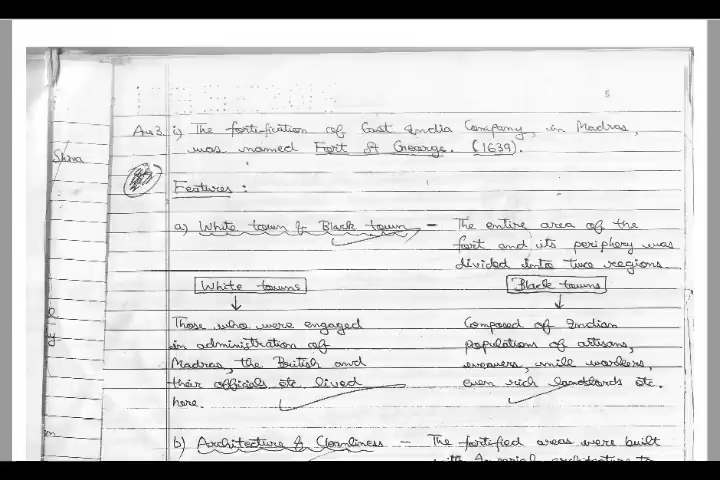 5
Ans3. i) The fortification of East India Company, in Madras,
was named Fort St George. (1639).
Shiva
Features :
a) White town & Black town – The entire area of the
fort and its periphery was
divided into two regions.
White towns
Black towns
Those who were engaged
in administration of
Madras, the British and
their officials etc. lived
here.
Composed of Indian
populations of artisans,
weavers, mill workers,
even rich landlords etc.
b) Architecture & Cleanliness – The fortified areas were built